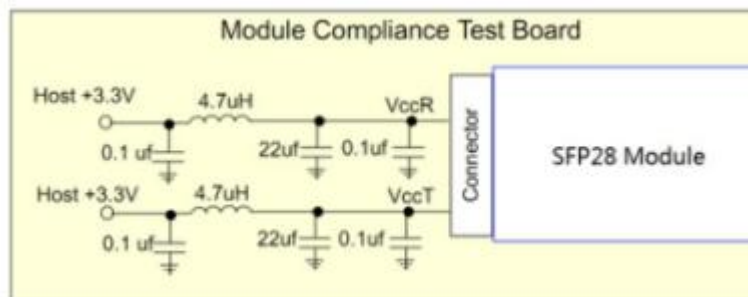 Module Compliance Test Board
Host +3.3V
4.7uH
VccR
0.1 uf
22uf
0.1uf
Host +3.3V
4.7uH
VccT
0.1 uf
22uf
0.1uf
Connector
SFP28 Module